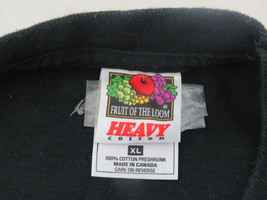 FRUIT OF THE LOOM
HEAVY
cotton
XL
100% COTTON PRESHRUNK
MADE IN CANADA
CARE ON REVERSE